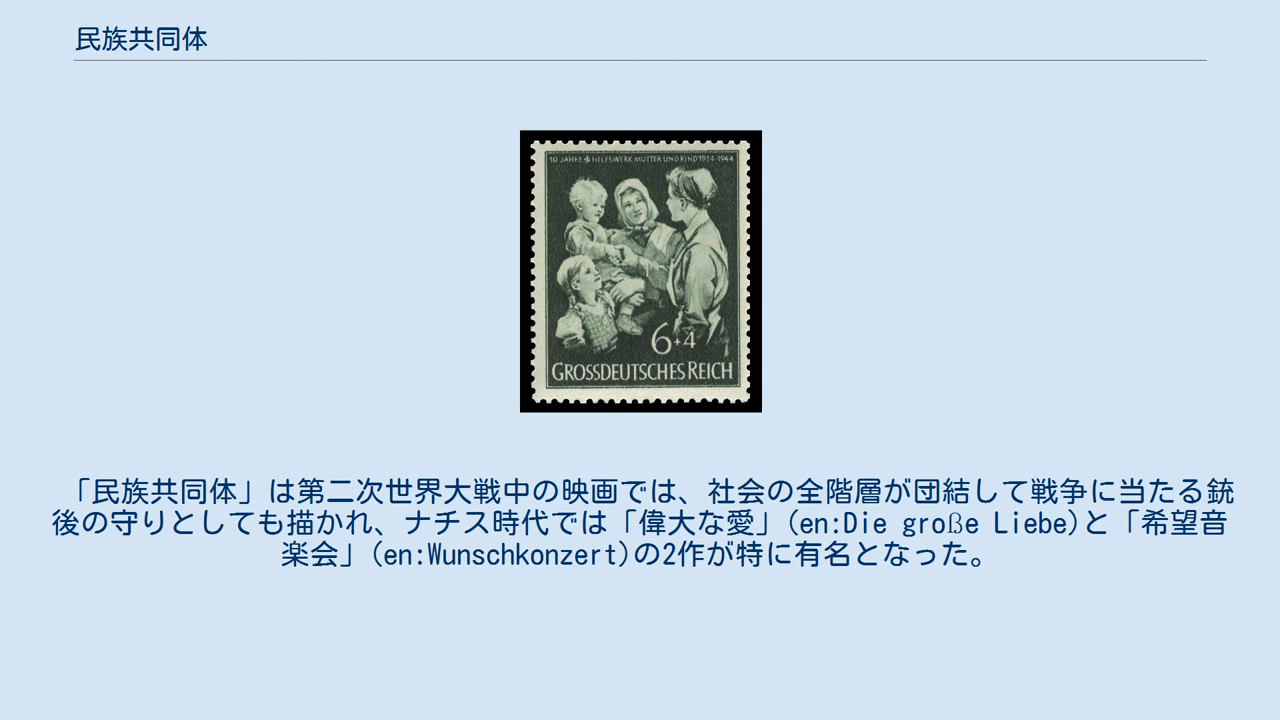 民族共同体
10 JAHRE HILFSWERK MUTTER UND KIND 1934-1944
6+4
GROSSDEUTSCHES REICH
「民族共同体」は第二次世界大戦中の映画では、社会の全階層が団結して戦争に当たる銃
後の守りとしても描かれ、ナチス時代では「偉大な愛」(en:Die große Liebe)と「希望音
楽会」(en:Wunschkonzert)の2作が特に有名となった。